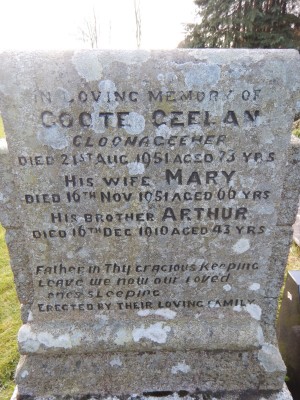 IN LOVING MEMORY OF
COOTE GEELAN
CLOONAGEEHER
DIED 21ST AUG 1951 AGED 73 YRS
HIS WIFE MARY
DIED 16TH NOV 1951 AGED 66 YRS
HIS BROTHER ARTHUR
DIED 16TH DEC 1910 AGED 43 YRS
Father in Thy gracious keeping
Leave we now our loved
ones sleeping
ERECTED BY THEIR LOVING FAMILY